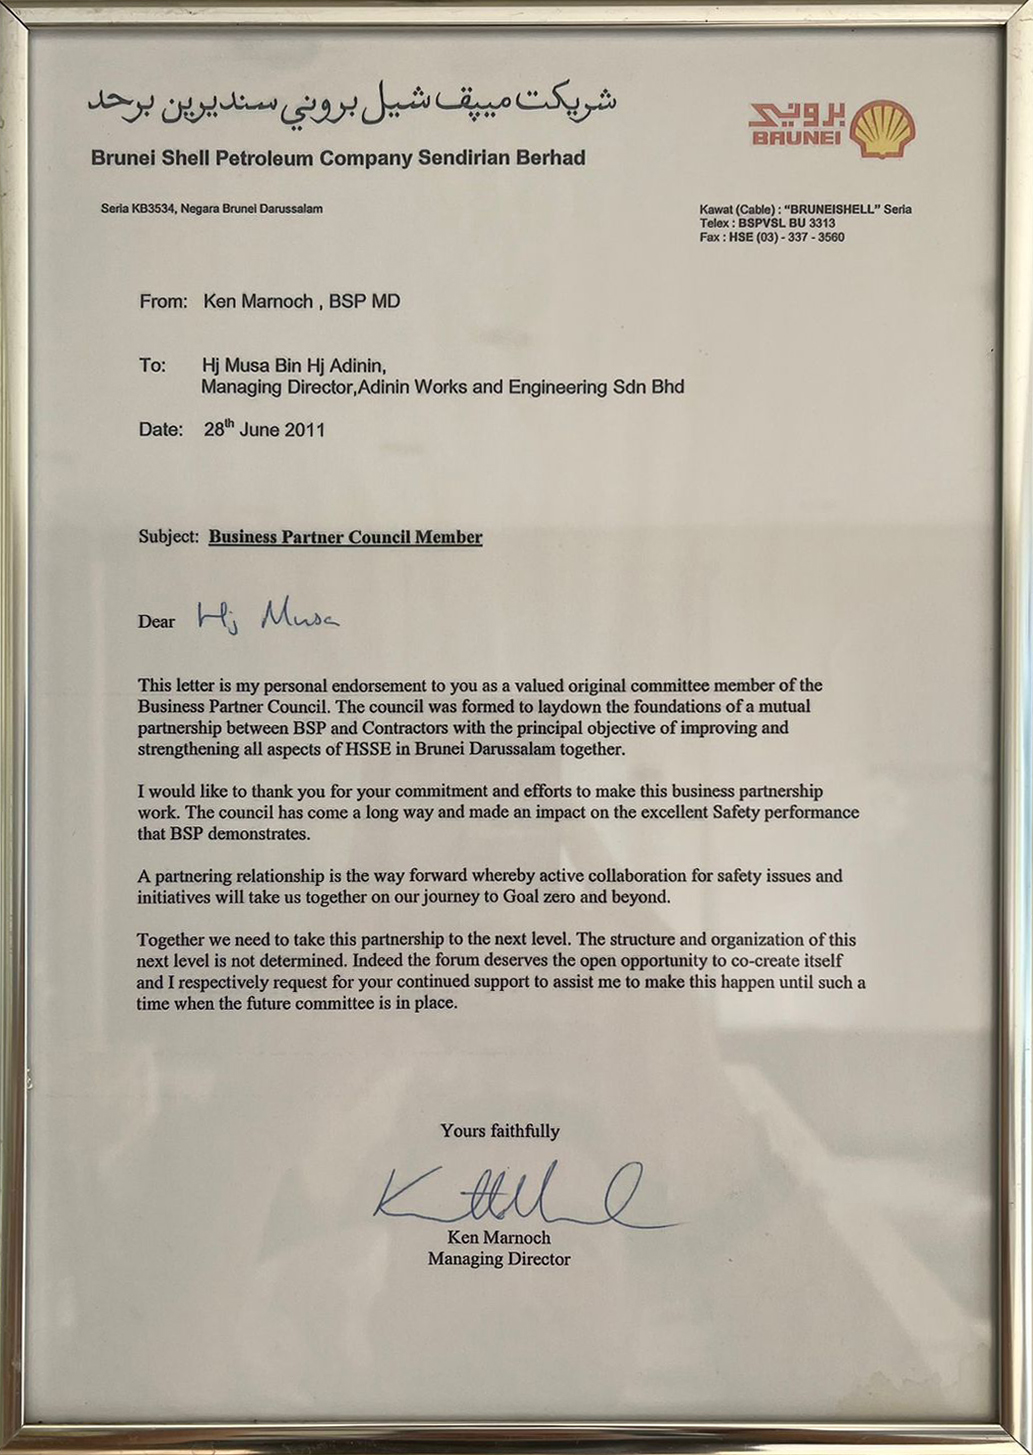 شريكت ميڽق شيل بروني سنديرين برحد
بروني
BRUNEI
Brunei Shell Petroleum Company Sendirian Berhad
Seria KB3534, Negara Brunei Darussalam
Kawat (Cable) : “BRUNEISHELL” Seria
Telex : BSPVSL BU 3313
Fax : HSE (03) - 337 - 3560
From: Ken Marnoch , BSP MD
To: Hj Musa Bin Hj Adinin,
Managing Director,Adinin Works and Engineering Sdn Bhd
Date: 28th June 2011
Subject: Business Partner Council Member
Dear Hj Musa
This letter is my personal endorsement to you as a valued original committee member of the
Business Partner Council. The council was formed to laydown the foundations of a mutual
partnership between BSP and Contractors with the principal objective of improving and
strengthening all aspects of HSSE in Brunei Darussalam together.
I would like to thank you for your commitment and efforts to make this business partnership
work. The council has come a long way and made an impact on the excellent Safety performance
that BSP demonstrates.
A partnering relationship is the way forward whereby active collaboration for safety issues and
initiatives will take us together on our journey to Goal zero and beyond.
Together we need to take this partnership to the next level. The structure and organization of this
next level is not determined. Indeed the forum deserves the open opportunity to co-create itself
and I respectively request for your continued support to assist me to make this happen until such a
time when the future committee is in place.
Yours faithfully
Ken Marnoch
Managing Director